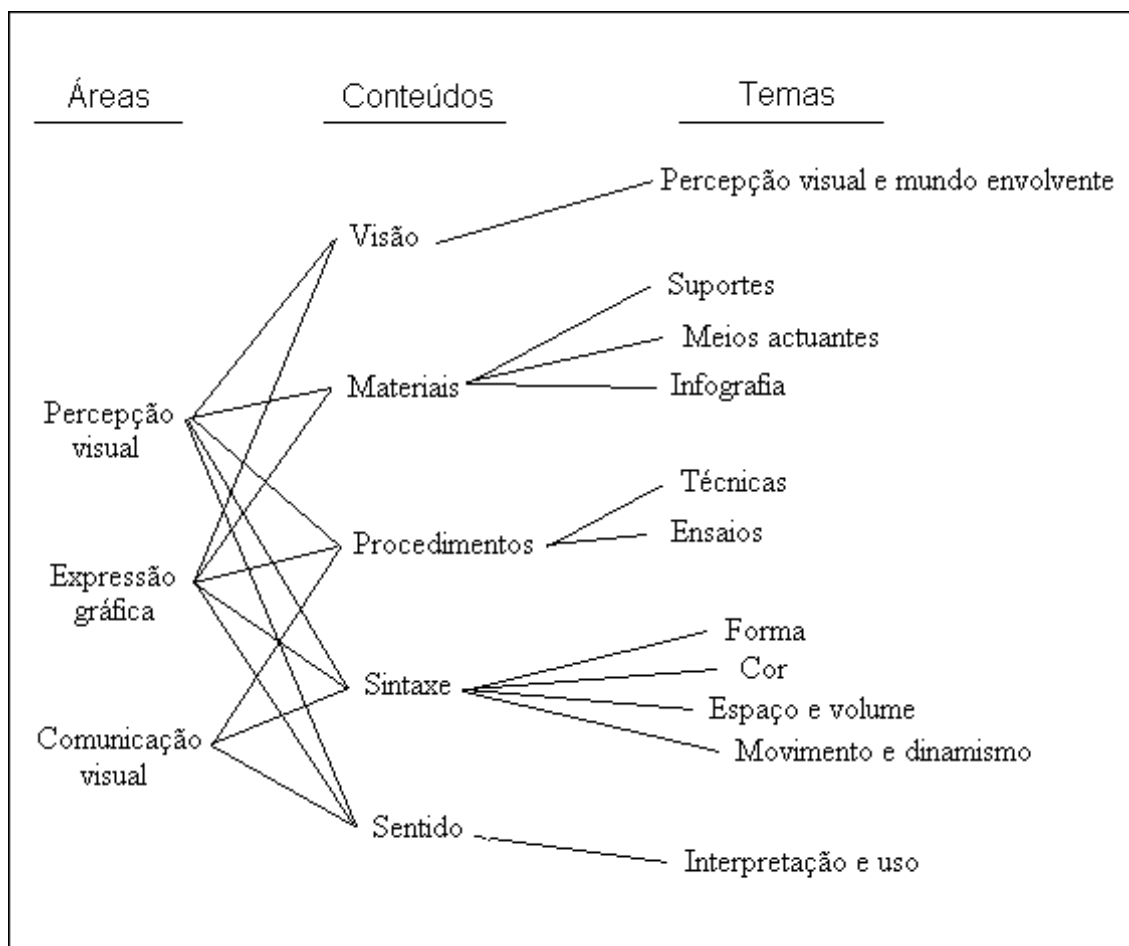 Áreas
Conteúdos
Temas
Percepção visual e mundo envolvente
Visão
Suportes
Meios actuantes
Materiais
Infografia
Percepção
visual
Técnicas
Procedimentos
Ensaios
Expressão
gráfica
Forma
Cor
Sintaxe
Espaço e volume
Comunicação
visual
Movimento e dinamismo
Sentido
Interpretação e uso